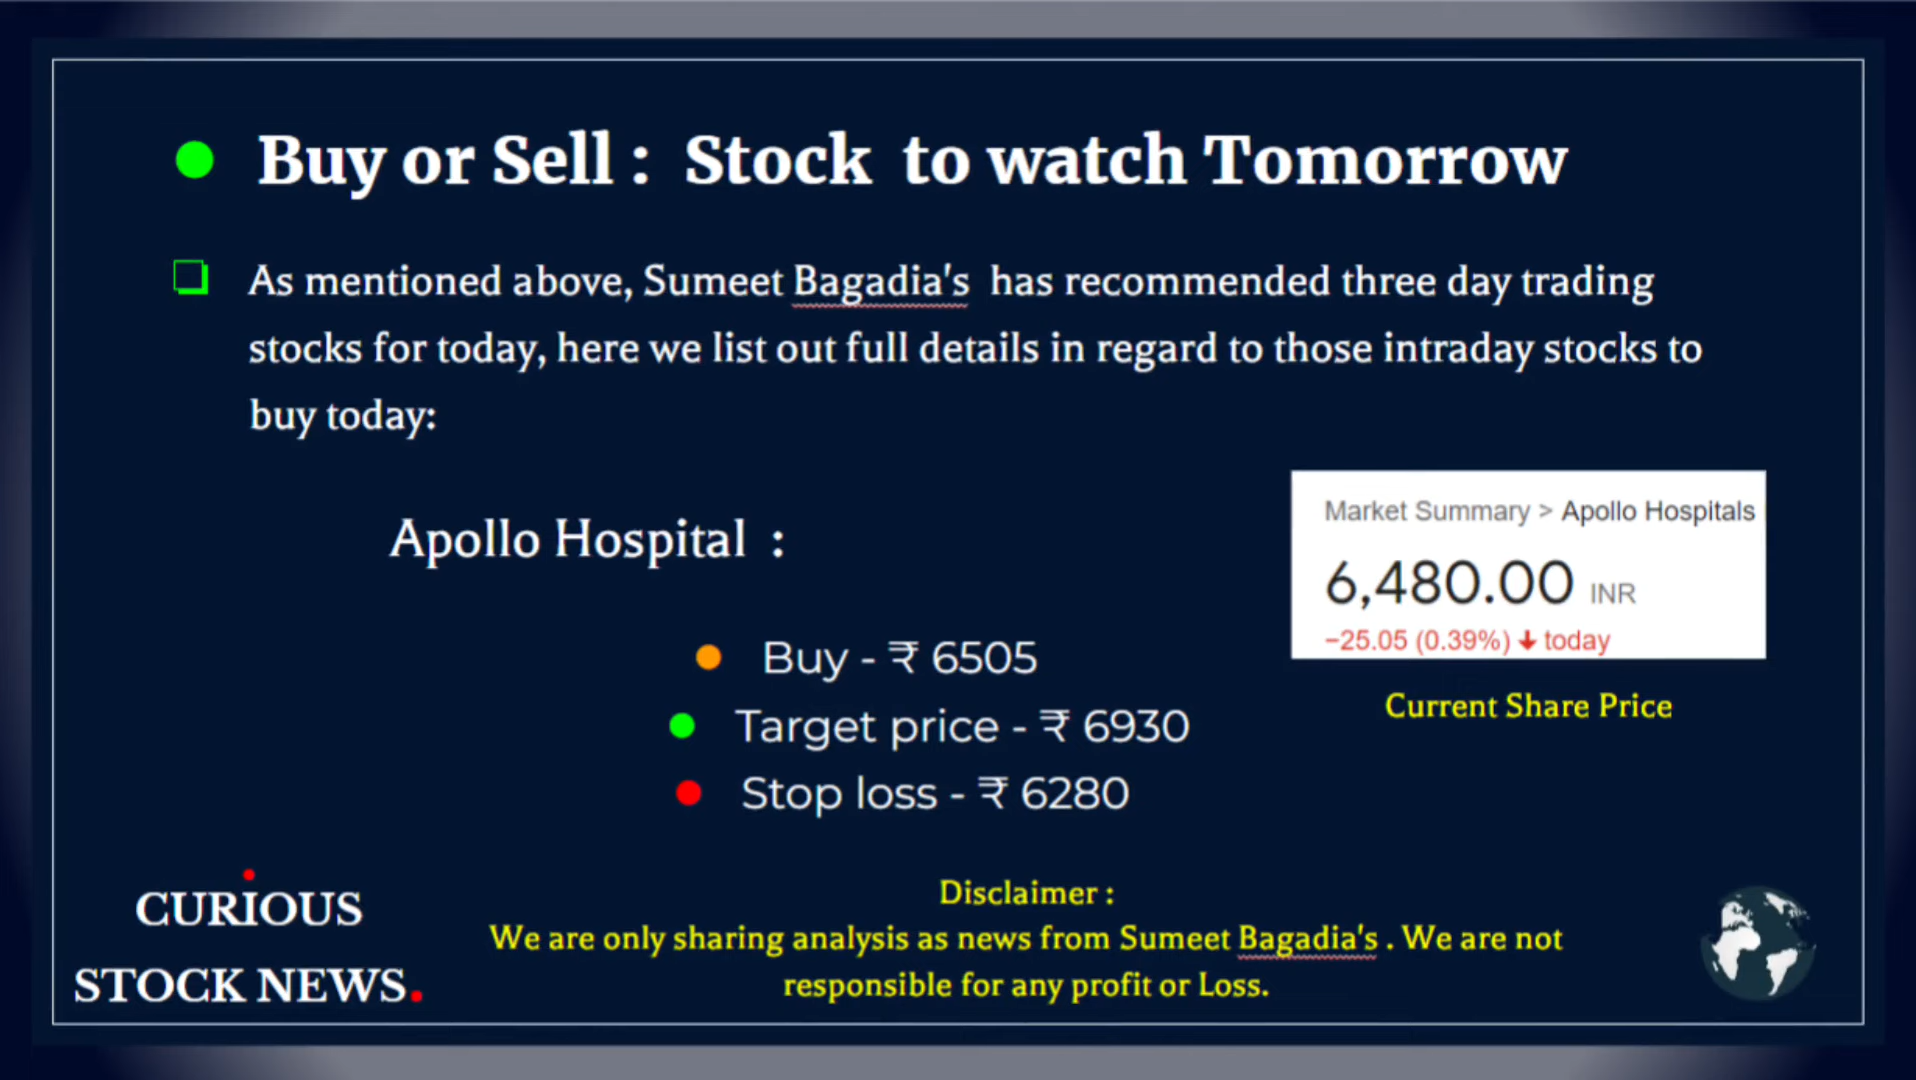 Buy or Sell : Stock to watch Tomorrow
As mentioned above, Sumeet Bagadia's has recommended three day trading
stocks for today, here we list out full details in regard to those intraday stocks to
buy today:
Apollo Hospital :
Market Summary > Apollo Hospitals
6,480.00 INR
−25.05 (0.39%) ↓ today
Current Share Price
Buy - ₹ 6505
Target price - ₹ 6930
Stop loss - ₹ 6280
CURIOUS
STOCK NEWS.
Disclaimer :
We are only sharing analysis as news from Sumeet Bagadia's . We are not
responsible for any profit or Loss.